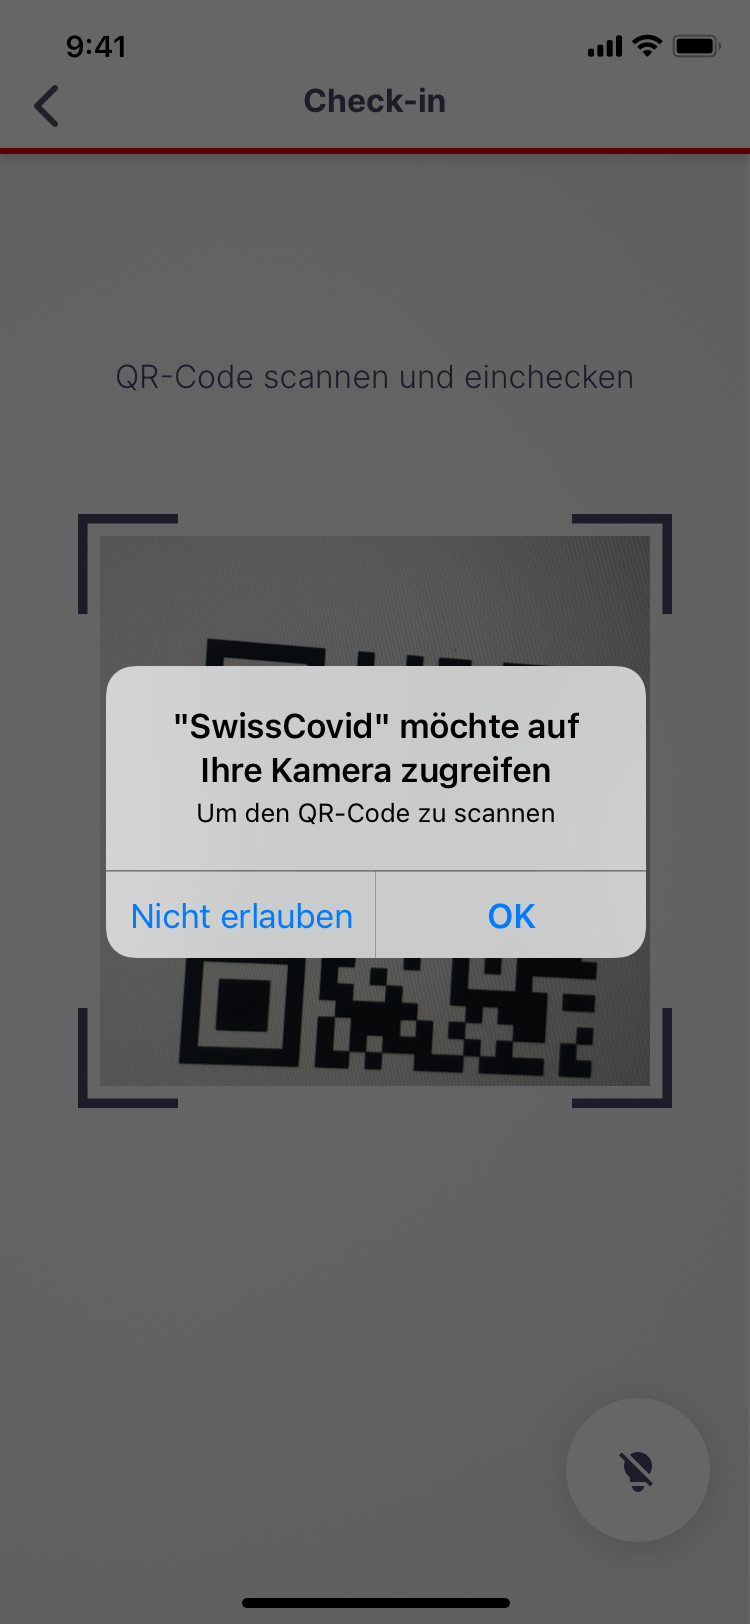 9:41
Check-in
QR-Code scannen und einchecken
"SwissCovid" möchte auf
Ihre Kamera zugreifen
Um den QR-Code zu scannen
Nicht erlauben
OK